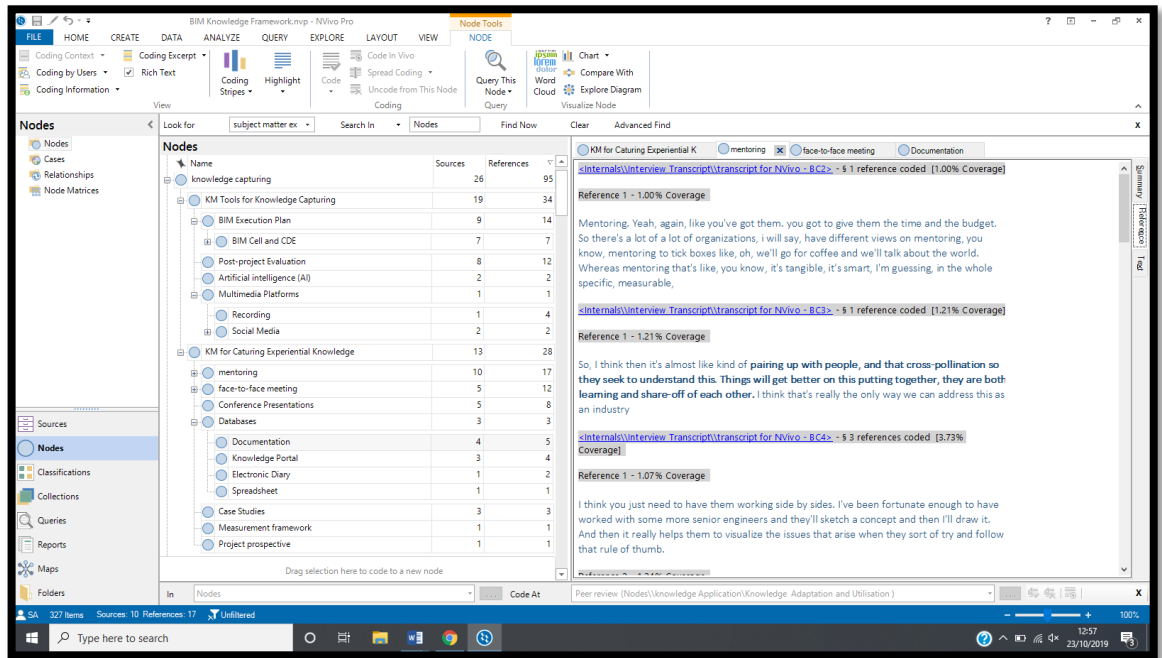 BIM Knowledge Framework.nvp - NVivo Pro
Node Tools
FILE HOME CREATE DATA ANALYZE QUERY EXPLORE LAYOUT VIEW NODE
Coding Context
Coding by Users
Coding Information
Coding Excerpt
Rich Text
View
Coding Stripes
Highlight
Code
Code In Vivo
Spread Coding
Uncode from This Node
Coding
Query This Node
Query
Word Cloud
Chart
Compare With
Explore Diagram
Visualize Node
Nodes
Nodes
Cases
Relationships
Node Matrices
Sources
Nodes
Classifications
Collections
Queries
Reports
Maps
Folders
Look for subject matter ex Search In Nodes Find Now Clear Advanced Find X
Nodes
Name Sources References
knowledge capturing 26 95
KM Tools for Knowledge Capturing 19 34
BIM Execution Plan 9 14
BIM Cell and CDE 7 7
Post-project Evaluation 8 12
Artificial intelligence (AI) 2 2
Multimedia Platforms 1 1
Recording 1 4
Social Media 2 2
KM for Caturing Experiential Knowledge 13 28
mentoring 10 17
face-to-face meeting 5 12
Conference Presentations 5 8
Databases 3 3
Documentation 4 5
Knowledge Portal 3 4
Electronic Diary 1 2
Spreadsheet 1 1
Case Studies 3 3
Measurement framework 1 1
Project prospective 1 1
Drag selection here to code to a new node
KM for Caturing Experiential K mentoring face-to-face meeting Documentation
<Internals\\Interview Transcript\\transcript for NVivo - BC2> - § 1 reference coded [1.00% Coverage]
Reference 1 - 1.00% Coverage
Mentoring. Yeah, again, like you've got them. you got to give them the time and the budget.
So there's a lot of a lot of organizations, i will say, have different views on mentoring, you
know, mentoring to tick boxes like, oh, we'll go for coffee and we'll talk about the world.
Whereas mentoring that's like, you know, it's tangible, it's smart, I'm guessing, in the whole
specific, measurable,
<Internals\\Interview Transcript\\transcript for NVivo - BC3> - § 1 reference coded [1.21% Coverage]
Reference 1 - 1.21% Coverage
So, I think then it's almost like kind of pairing up with people, and that cross-pollination so
they seek to understand this. Things will get better on this putting together, they are both
learning and share-off of each other. I think that's really the only way we can address this as
an industry
<Internals\\Interview Transcript\\transcript for NVivo - BC4> - § 3 references coded [3.73%
Coverage]
Reference 1 - 1.07% Coverage
I think you just need to have them working side by sides. I've been fortunate enough to have
worked with some more senior engineers and they'll sketch a concept and then I'll draw it.
And then it really helps them to visualize the issues that arise when they sort of try and follow
that rule of thumb.
Summary
Reference
Text
In Nodes Code At Peer review (Nodes\\knowledge Application\Knowledge Adaptation and Utilisation ) X
SA 327 Items Sources: 10 References: 17 Unfiltered 100%
Type here to search
12:57
23/10/2019